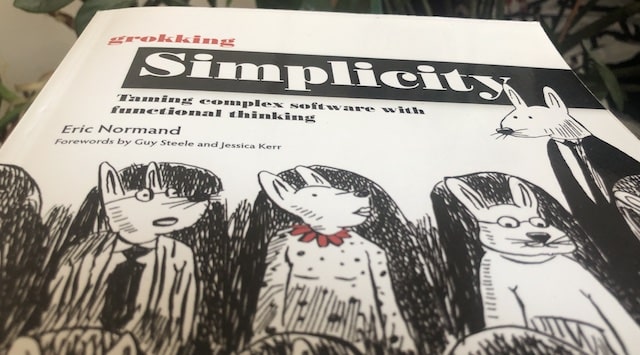 grokking
Simplicity
Taming complex software with
functional thinking
Eric Normand
Forewords by Guy Steele and Jessica Kerr